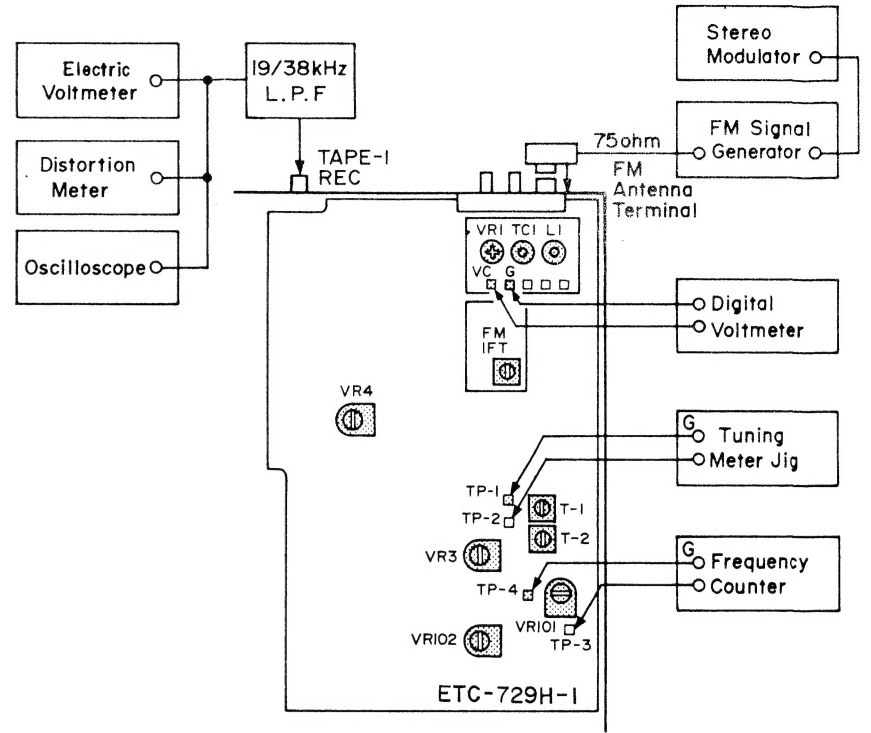 Electric
Voltmeter
19/38kHz
L.P.F
Stereo
Modulator
Distortion
Meter
TAPE-1
REC
75ohm
FM Signal
Generator
FM
Antenna
Terminal
Oscilloscope
VR1 TC1 L1
VC G
Digital
Voltmeter
FM
IFT
VR4
G
Tuning
Meter Jig
TP-1
TP-2
T-1
T-2
VR3
G
Frequency
Counter
TP-4
VR101
TP-3
VR102
ETC-729H-1